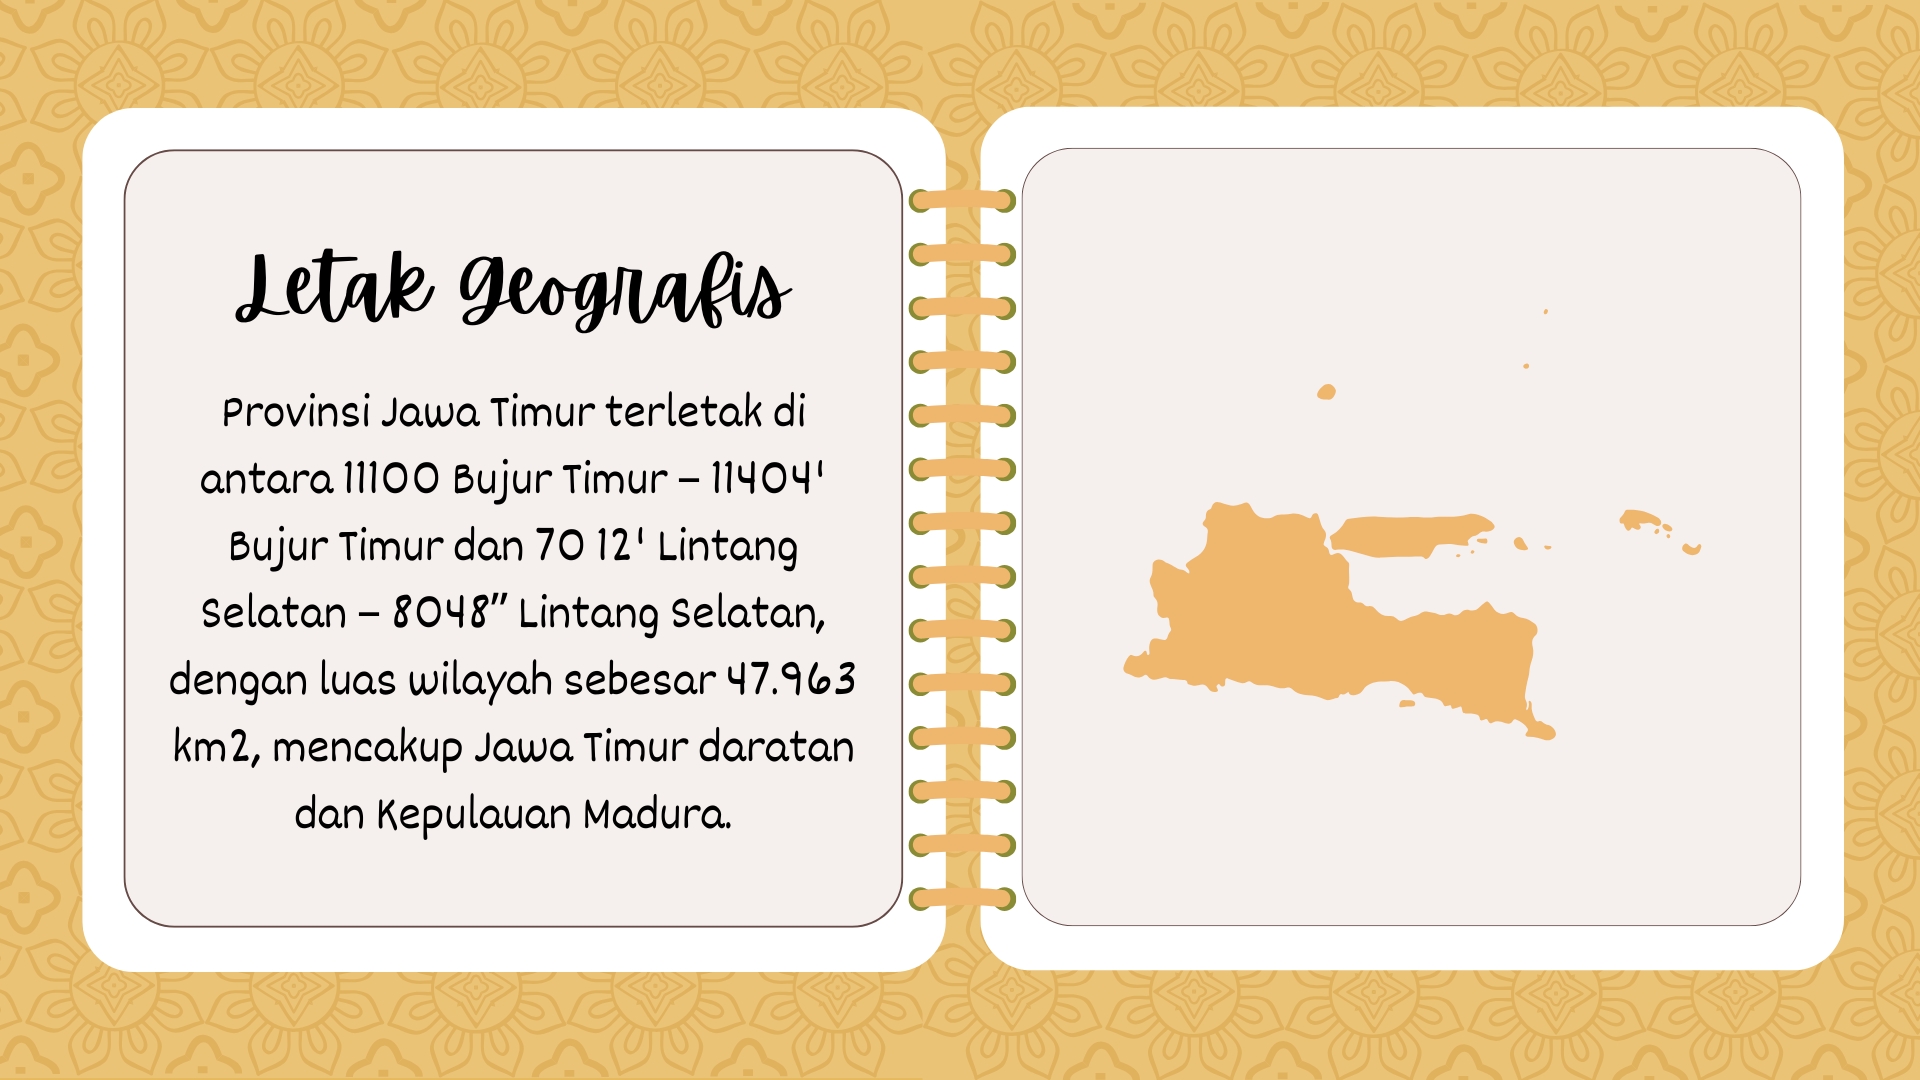 Letak Geografis
Provinsi Jawa Timur terletak di
antara 11100 Bujur Timur – 11404'
Bujur Timur dan 70 12' Lintang
Selatan – 8048” Lintang Selatan,
dengan luas wilayah sebesar 47.963
km2, mencakup Jawa Timur daratan
dan Kepulauan Madura.